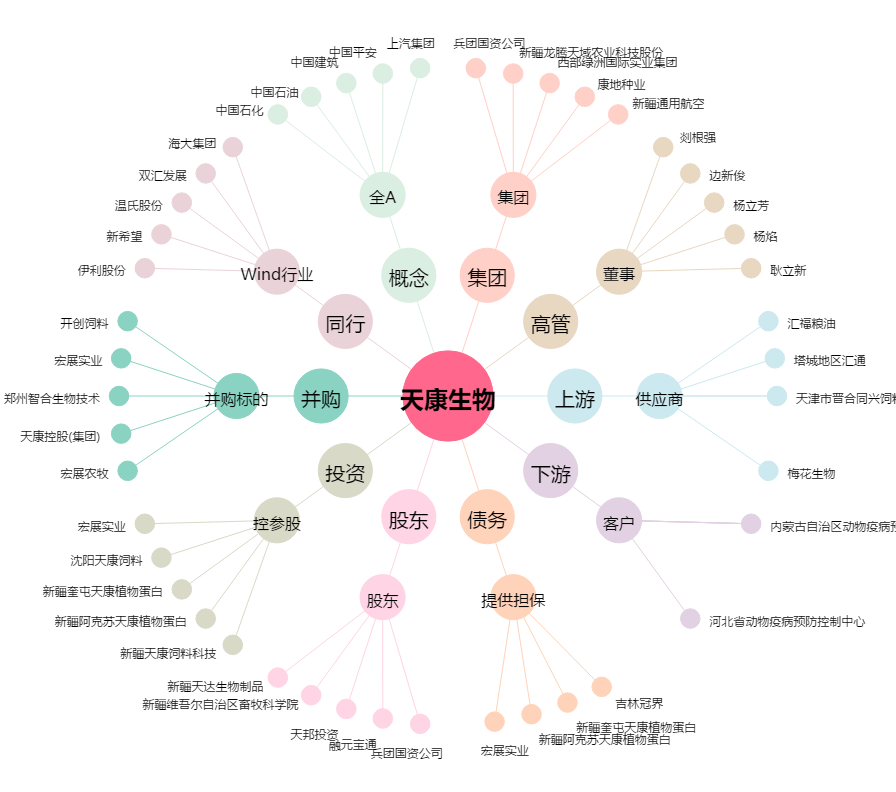 上汽集团
中国平安
中国建筑
中国石油
中国石化
全A
概念
兵团国资公司
新疆龙腾天域农业科技股份
西部绿洲国际实业集团
康地种业
新疆通用航空
集团
集团
海大集团
双汇发展
温氏股份
新希望
伊利股份
Wind行业
同行
剡根强
边新俊
杨立芳
杨焰
耿立新
董事
高管
开创饲料
宏展实业
郑州智合生物技术
天康控股(集团)
宏展农牧
并购标的
并购
天康生物
上游
供应商
汇福粮油
塔城地区汇通
天津市晋合同兴饲
梅花生物
投资
控参股
宏展实业
沈阳天康饲料
新疆奎屯天康植物蛋白
新疆阿克苏天康植物蛋白
新疆天康饲料科技
下游
客户
内蒙古自治区动物疫病
河北省动物疫病预防控制中心
股东
股东
新疆天达生物制品
新疆维吾尔自治区畜牧科学院
天邦投资
融元宝通
兵团国资公司
债务
提供担保
吉林冠界
新疆奎屯天康植物蛋白
新疆阿克苏天康植物蛋白
宏展实业